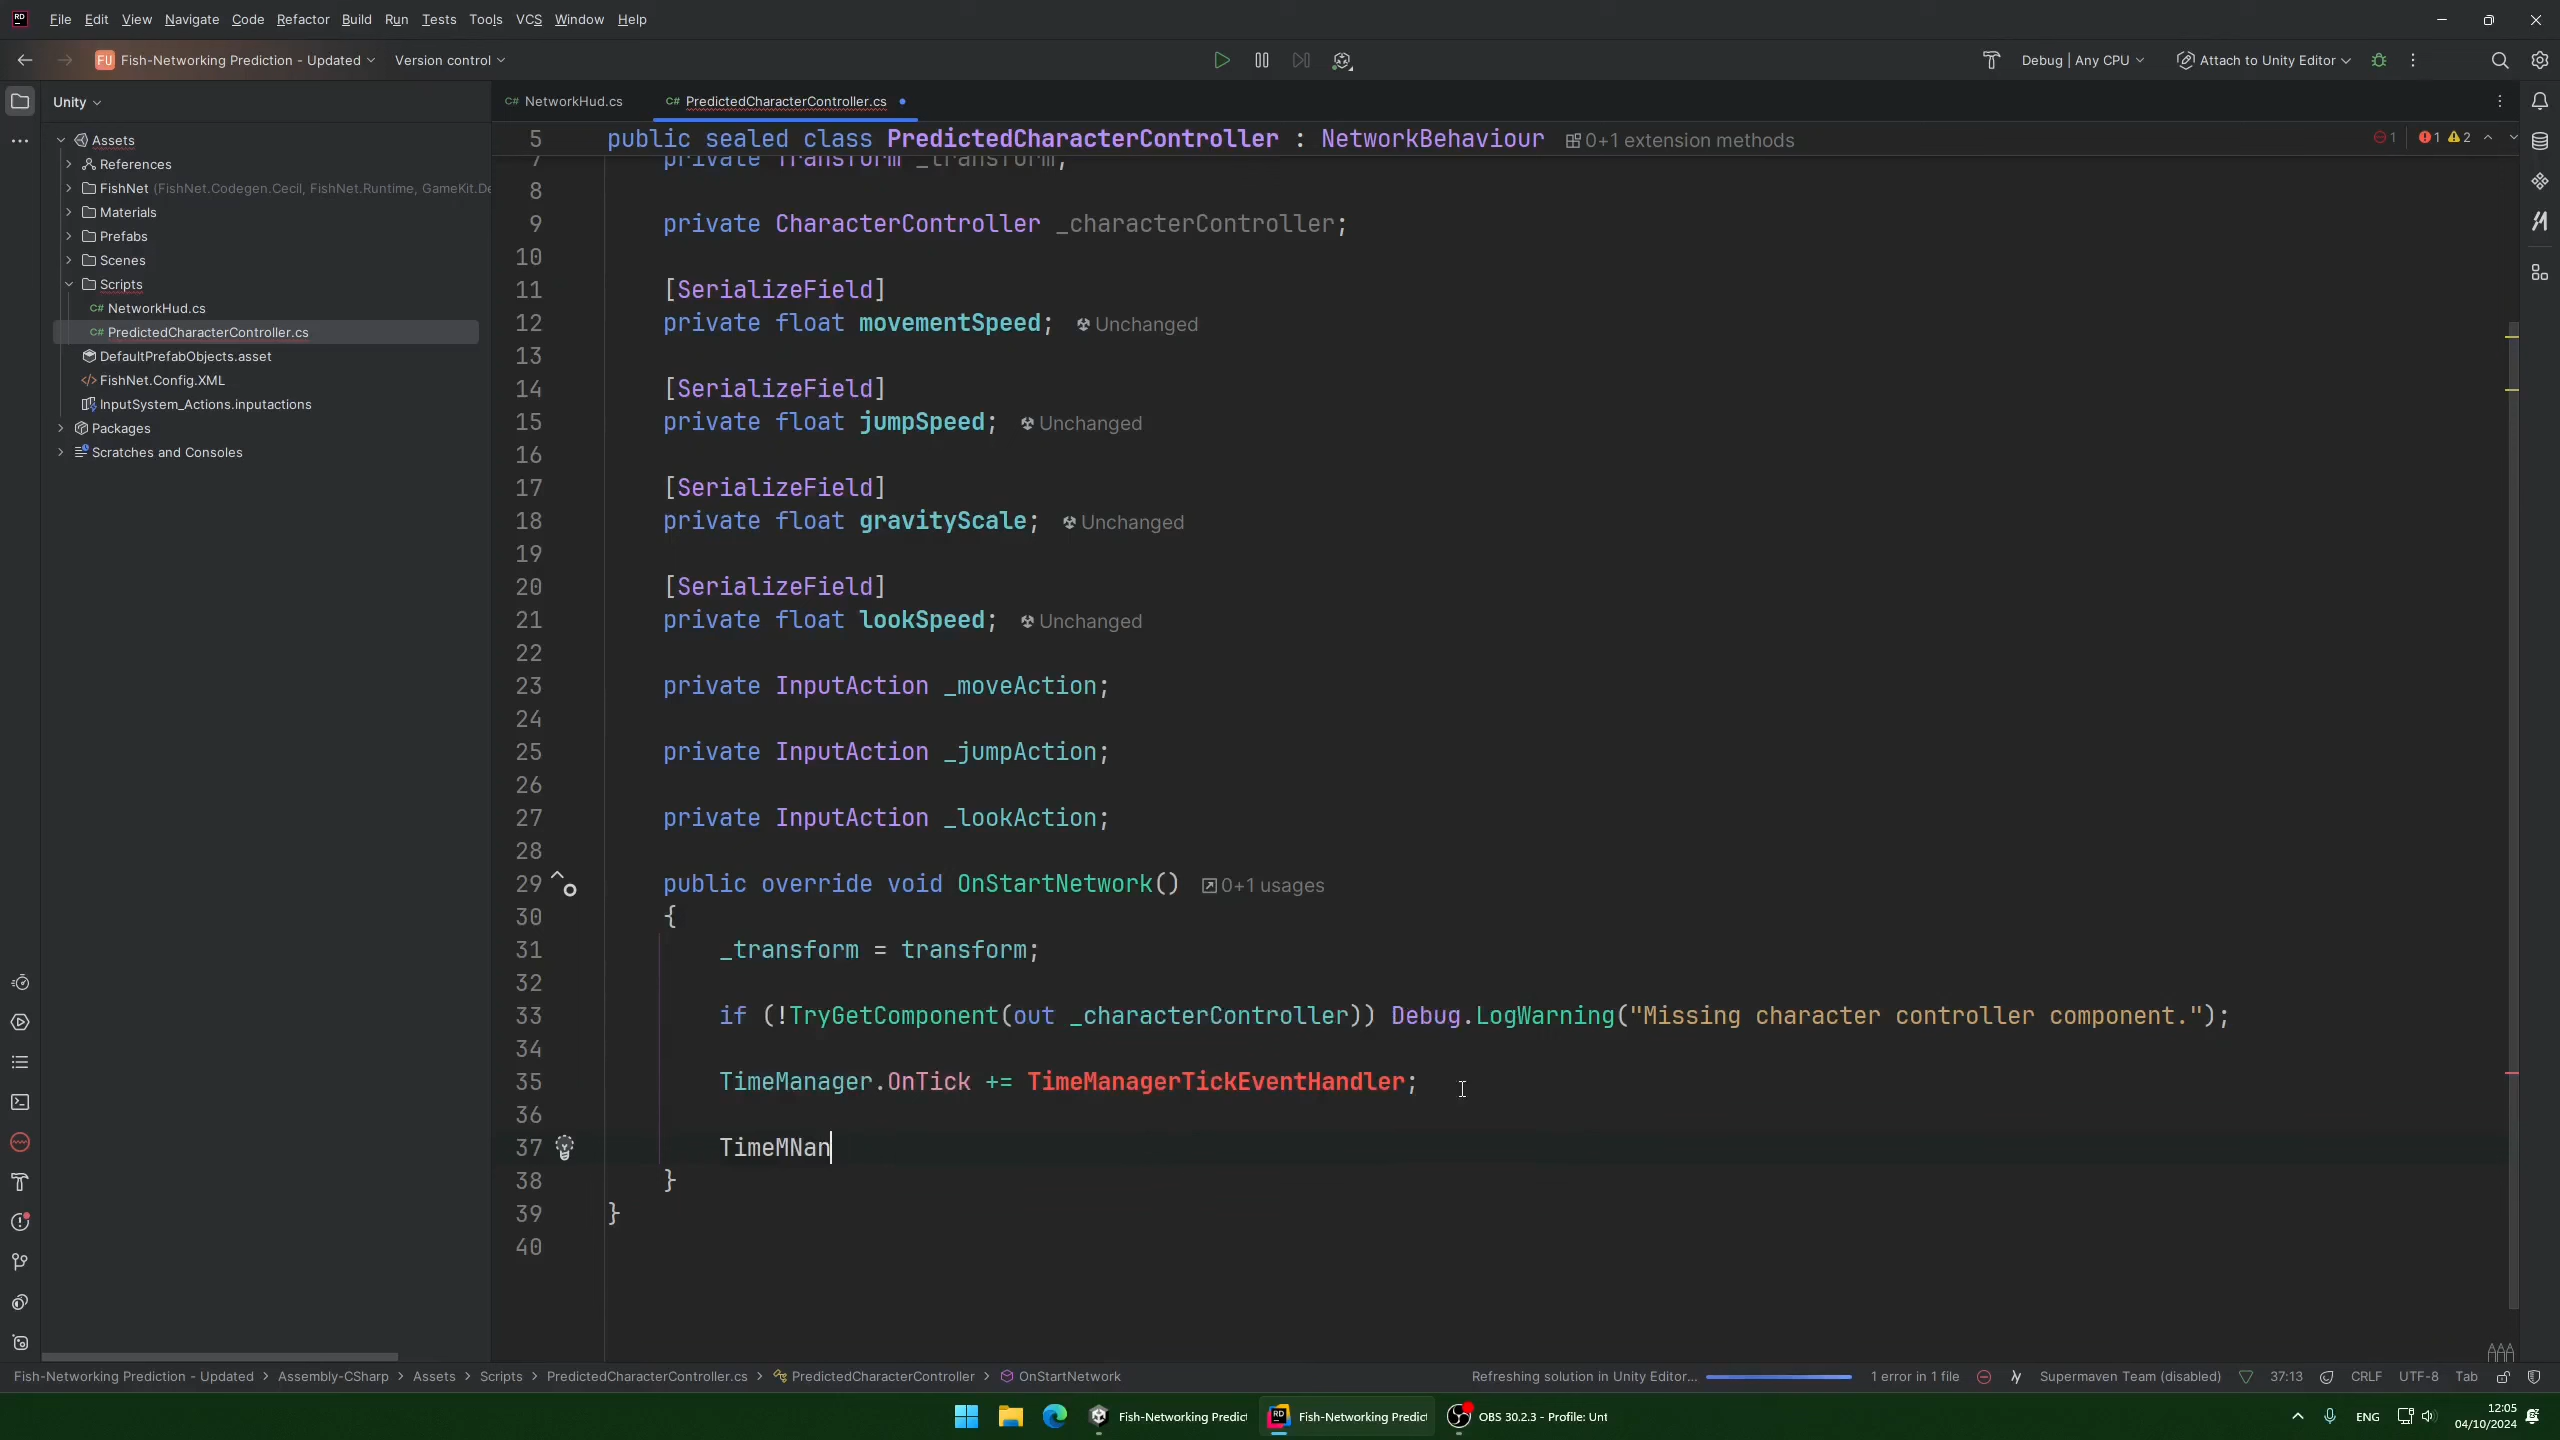 File Edit View Navigate Code Refactor Build Run Tests Tools VCS Window Help
FU Fish-Networking Prediction - Updated Version control Debug | Any CPU Attach to Unity Editor
Unity
Assets
References
FishNet (FishNet.Codegen.Cecil, FishNet.Runtime, GameKit.De
Materials
Prefabs
Scenes
Scripts
C# NetworkHud.cs
C# PredictedCharacterController.cs
DefaultPrefabObjects.asset
</> FishNet.Config.XML
InputSystem_Actions.inputactions
Packages
Scratches and Consoles
C# NetworkHud.cs C# PredictedCharacterController.cs
5 public sealed class PredictedCharacterController : NetworkBehaviour 0+1 extension methods 1 1 2
7 private Transform _transform;
8
9 private CharacterController _characterController;
10
11 [SerializeField]
12 private float movementSpeed; Unchanged
13
14 [SerializeField]
15 private float jumpSpeed; Unchanged
16
17 [SerializeField]
18 private float gravityScale; Unchanged
19
20 [SerializeField]
21 private float lookSpeed; Unchanged
22
23 private InputAction _moveAction;
24
25 private InputAction _jumpAction;
26
27 private InputAction _lookAction;
28
29 public override void OnStartNetwork() 0+1 usages
30 {
31 _transform = transform;
32
33 if (!TryGetComponent(out _characterController)) Debug.LogWarning("Missing character controller component.");
34
35 TimeManager.OnTick += TimeManagerTickEventHandler;
36
37 TimeMNan
38 }
39 }
40
Fish-Networking Prediction - Updated > Assembly-CSharp > Assets > Scripts > PredictedCharacterController.cs > PredictedCharacterController > OnStartNetwork Refreshing solution in Unity Editor... 1 error in 1 file Supermaven Team (disabled) 37:13 CRLF UTF-8 Tab
Fish-Networking Predict Fish-Networking Predict OBS 30.2.3 - Profile: Unt ENG 12:05
04/10/2024